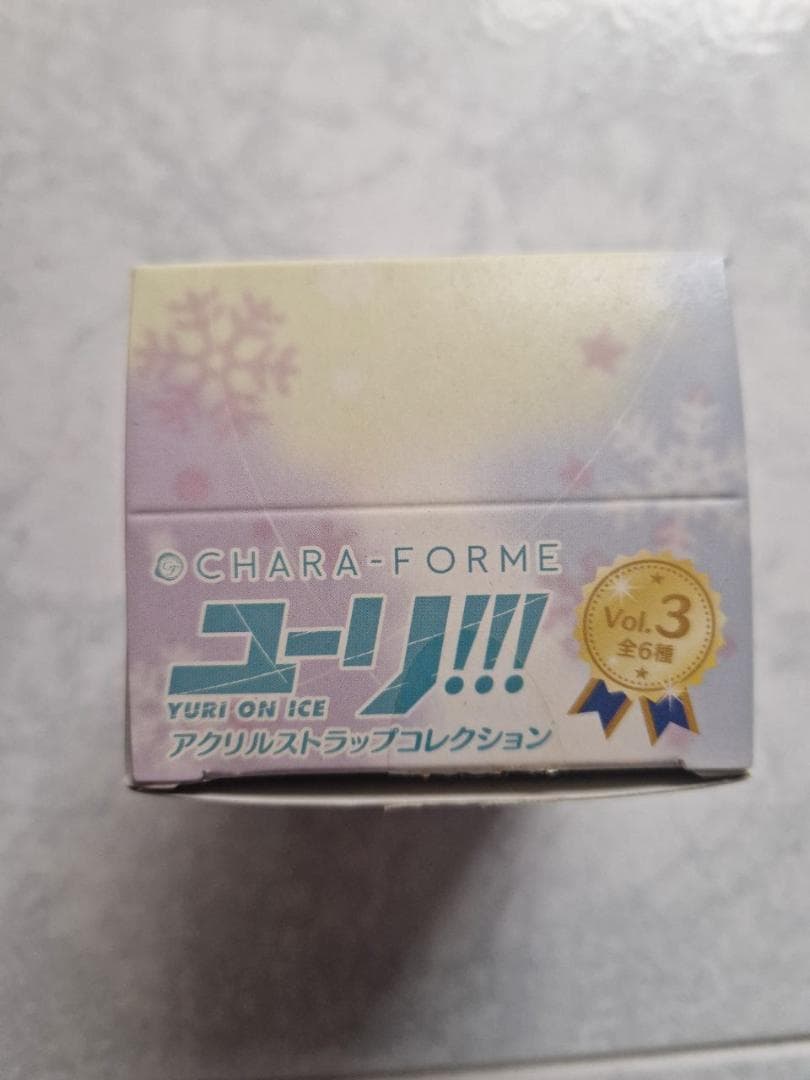 CHARA-FORME
ユーリ!!!
YURI ON ICE
アクリルストラップコレクション
Vol.3
全6種